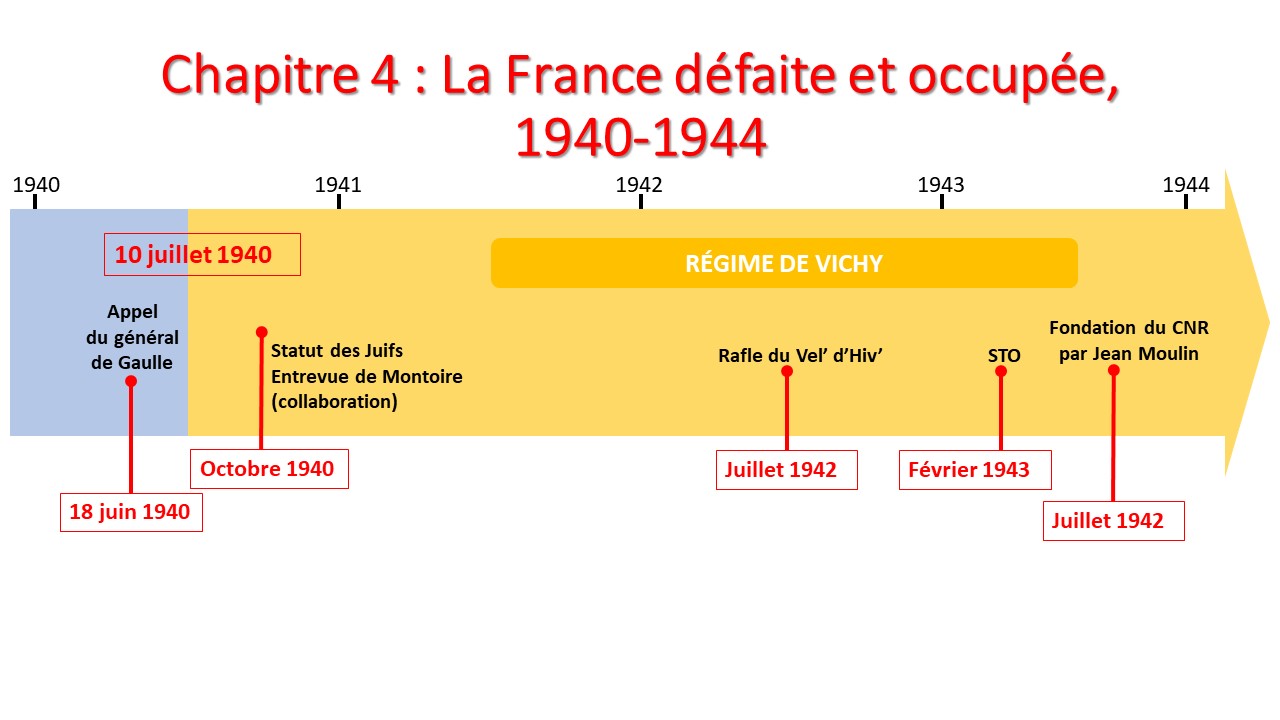 Chapitre 4 : La France défaite et occupée,
1940-1944
1940
1941
1942
1943
1944
10 juillet 1940
RÉGIME DE VICHY
Appel
du général
de Gaulle
Statut des Juifs
Entrevue de Montoire
(collaboration)
Rafle du Vel’ d’Hiv’
STO
Fondation du CNR
par Jean Moulin
Octobre 1940
18 juin 1940
Juillet 1942
Février 1943
Juillet 1942